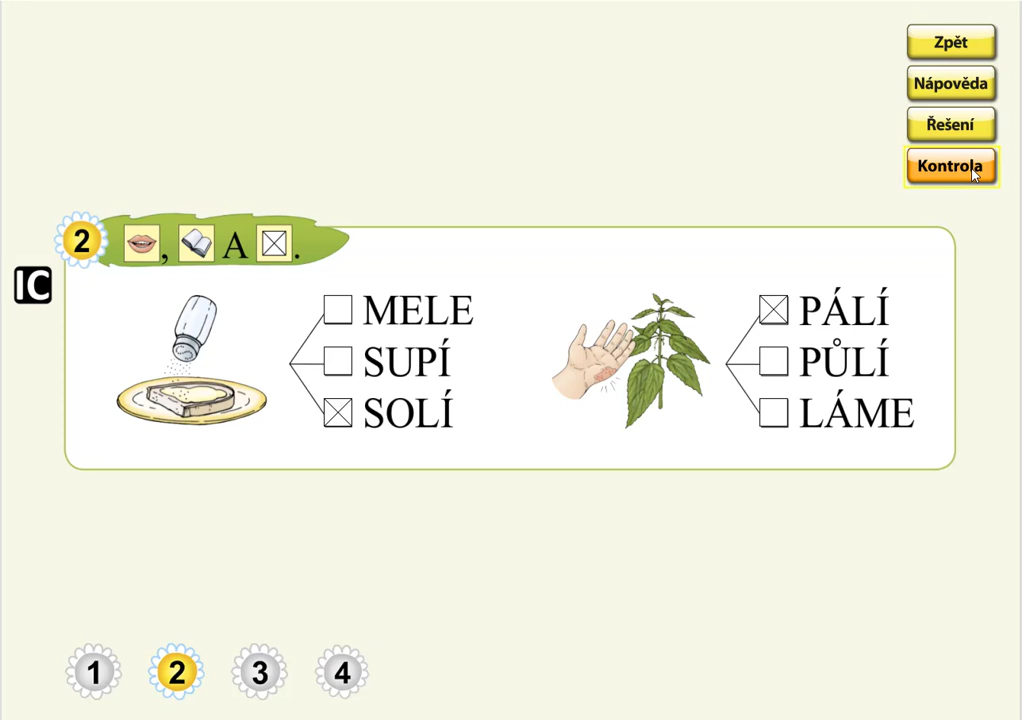 Zpět
Nápověda
Řešení
Kontrola
2 , A .
IC
MELE
SUPÍ
SOLÍ
PÁLÍ
PŮLÍ
LÁME
1 2 3 4